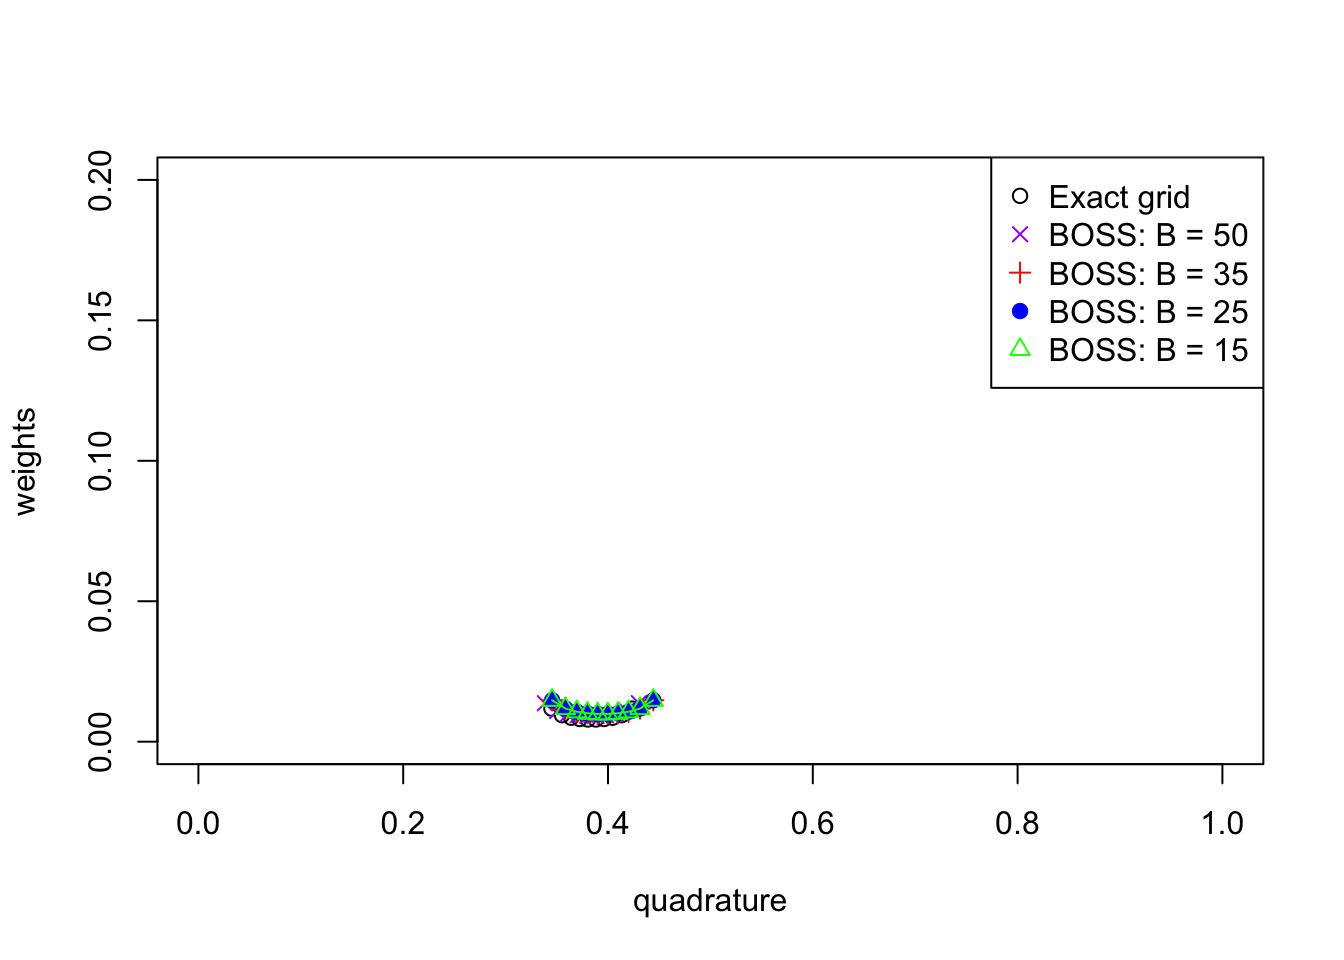 0.20
0.15
0.10
0.05
0.00
weights
Exact grid
BOSS: B = 50
BOSS: B = 35
BOSS: B = 25
BOSS: B = 15
0.0 0.2 0.4 0.6 0.8 1.0
quadrature